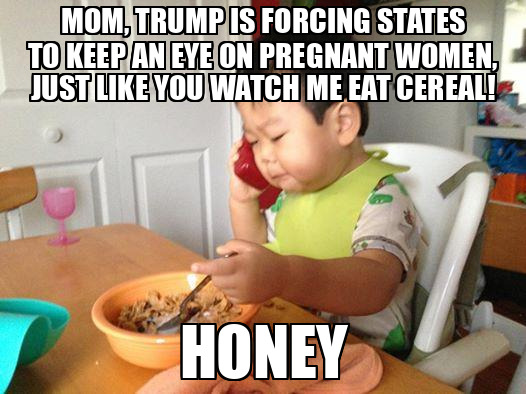 MOM, TRUMP IS FORCING STATES
TO KEEP AN EYE ON PREGNANT WOMEN,
JUST LIKE YOU WATCH ME EAT CEREAL!
HONEY